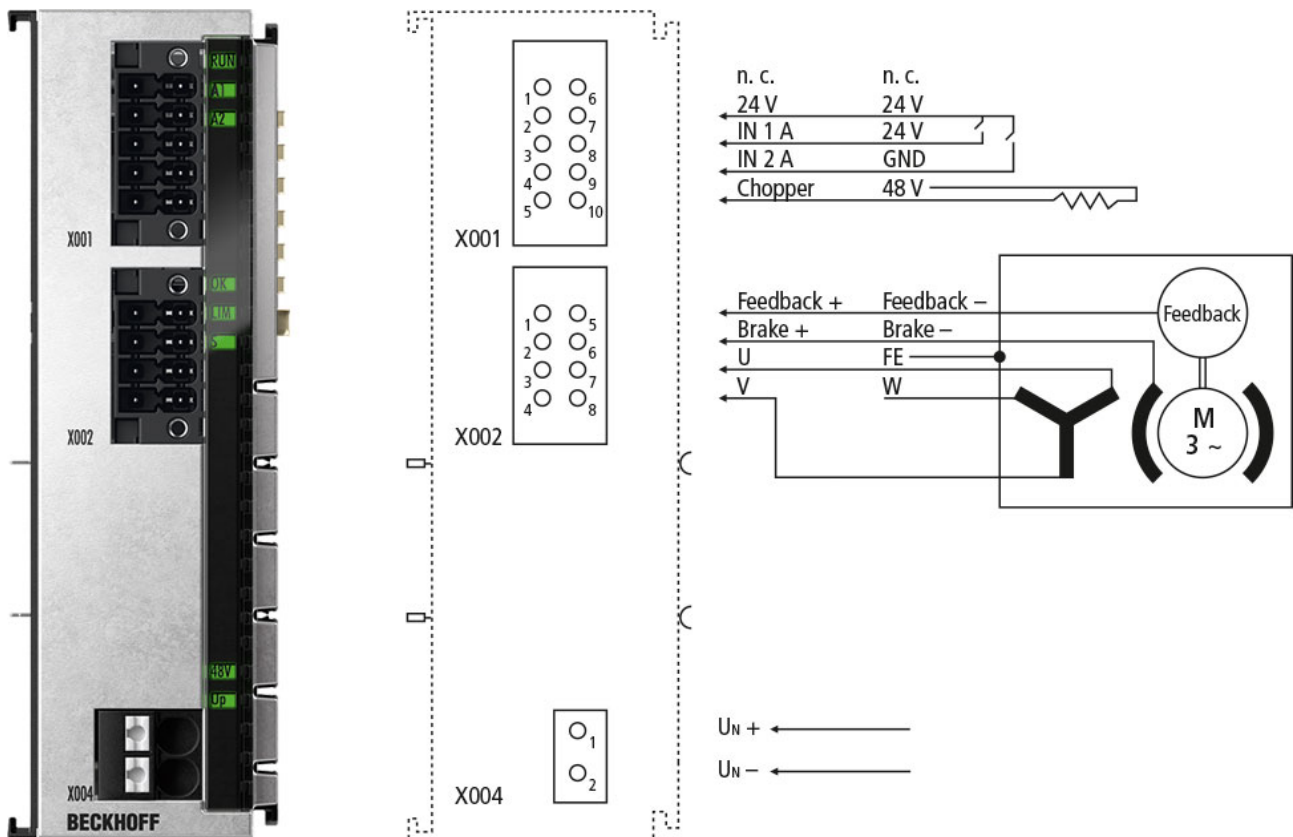 RUN
A1
A2
X001
OK
LIM
S
X002
48V
Up
X004
BECKHOFF
1 6
2 7
3 8
4 9
5 10
X001
1 5
2 6
3 7
4 8
X002
1
2
X004
n. c. n. c.
24 V 24 V
IN 1 A 24 V
IN 2 A GND
Chopper 48 V
Feedback + Feedback –
Brake + Brake –
U FE
V W
Feedback
M
3 ~
UN +
UN –